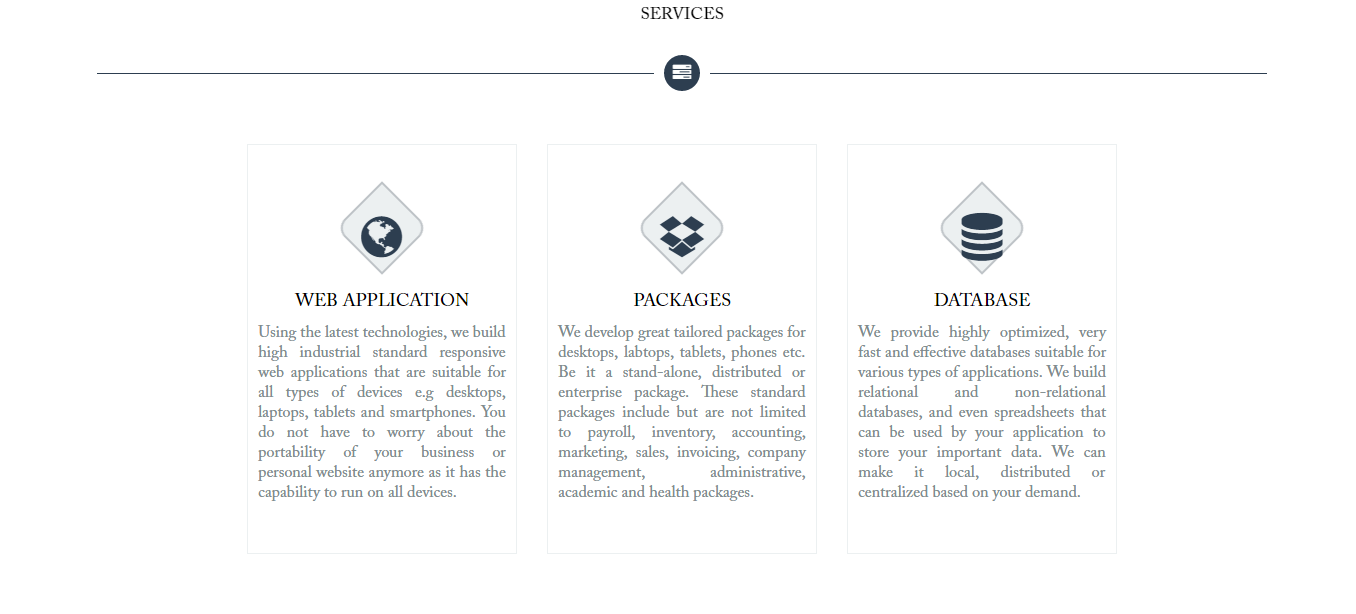 SERVICES
WEB APPLICATION
Using the latest technologies, we build
high industrial standard responsive
web applications that are suitable for
all types of devices e.g desktops,
laptops, tablets and smartphones. You
do not have to worry about the
portability of your business or
personal website anymore as it has the
capability to run on all devices.
PACKAGES
We develop great tailored packages for
desktops, labtops, tablets, phones etc.
Be it a stand-alone, distributed or
enterprise package. These standard
packages include but are not limited
to payroll, inventory, accounting,
marketing, sales, invoicing, company
management, administrative,
academic and health packages.
DATABASE
We provide highly optimized, very
fast and effective databases suitable for
various types of applications. We build
relational and non-relational
databases, and even spreadsheets that
can be used by your application to
store your important data. We can
make it local, distributed or
centralized based on your demand.